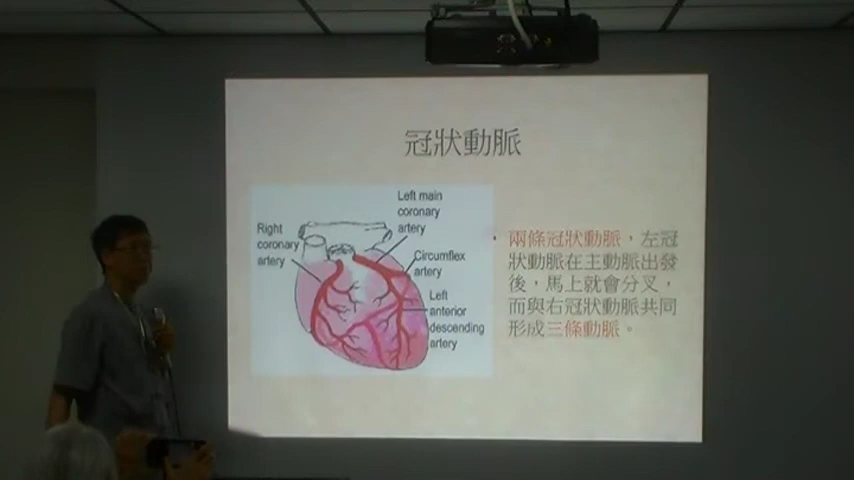 冠狀動脈
Left main
coronary
artery
Right
coronary
artery
Circumflex
artery
Left
anterior
descending
artery
• 兩條冠狀動脈，左冠
狀動脈在主動脈出發
後，馬上就會分叉，
而與右冠狀動脈共同
形成三條動脈。